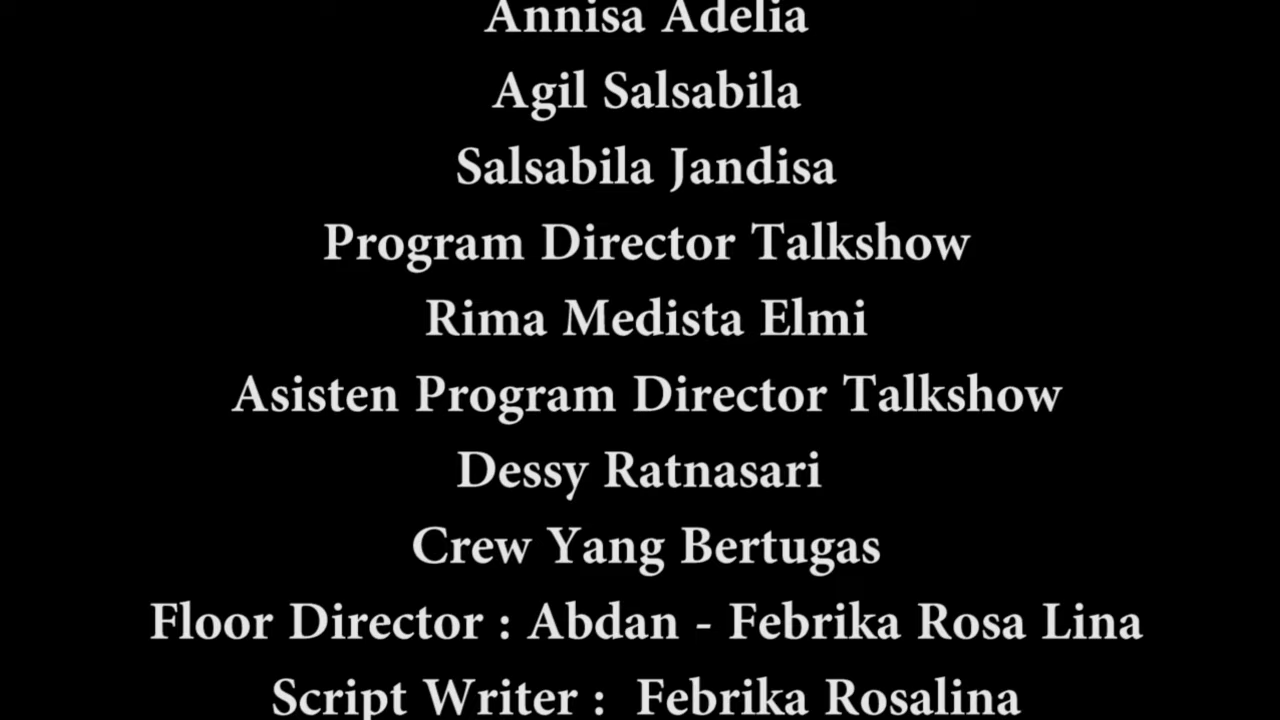 Annisa Adelia
Agil Salsabila
Salsabila Jandisa
Program Director Talkshow
Rima Medista Elmi
Asisten Program Director Talkshow
Dessy Ratnasari
Crew Yang Bertugas
Floor Director : Abdan - Febrika Rosa Lina
Script Writer : Febrika Rosalina